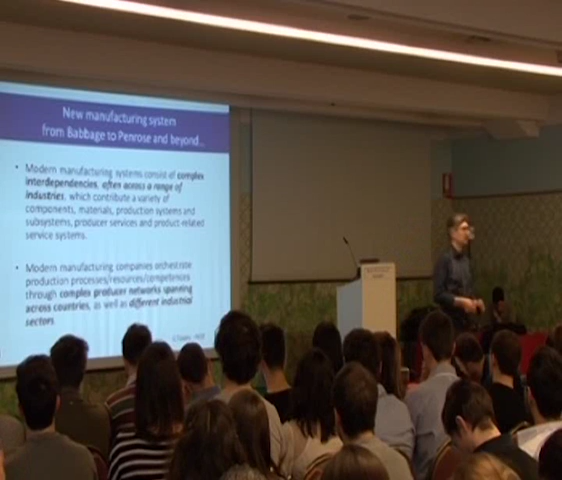 New manufacturing system
from Babbage to Penrose and beyond...
• Modern manufacturing systems consist of complex
interdependencies, often across a range of
industries, which contribute a variety of
components, materials, production systems and
subsystems, producer services and product-related
service systems.
• Modern manufacturing companies orchestrate
production processes/resources/competences
through complex producer networks spanning
across countries, as well as different industrial
sectors.